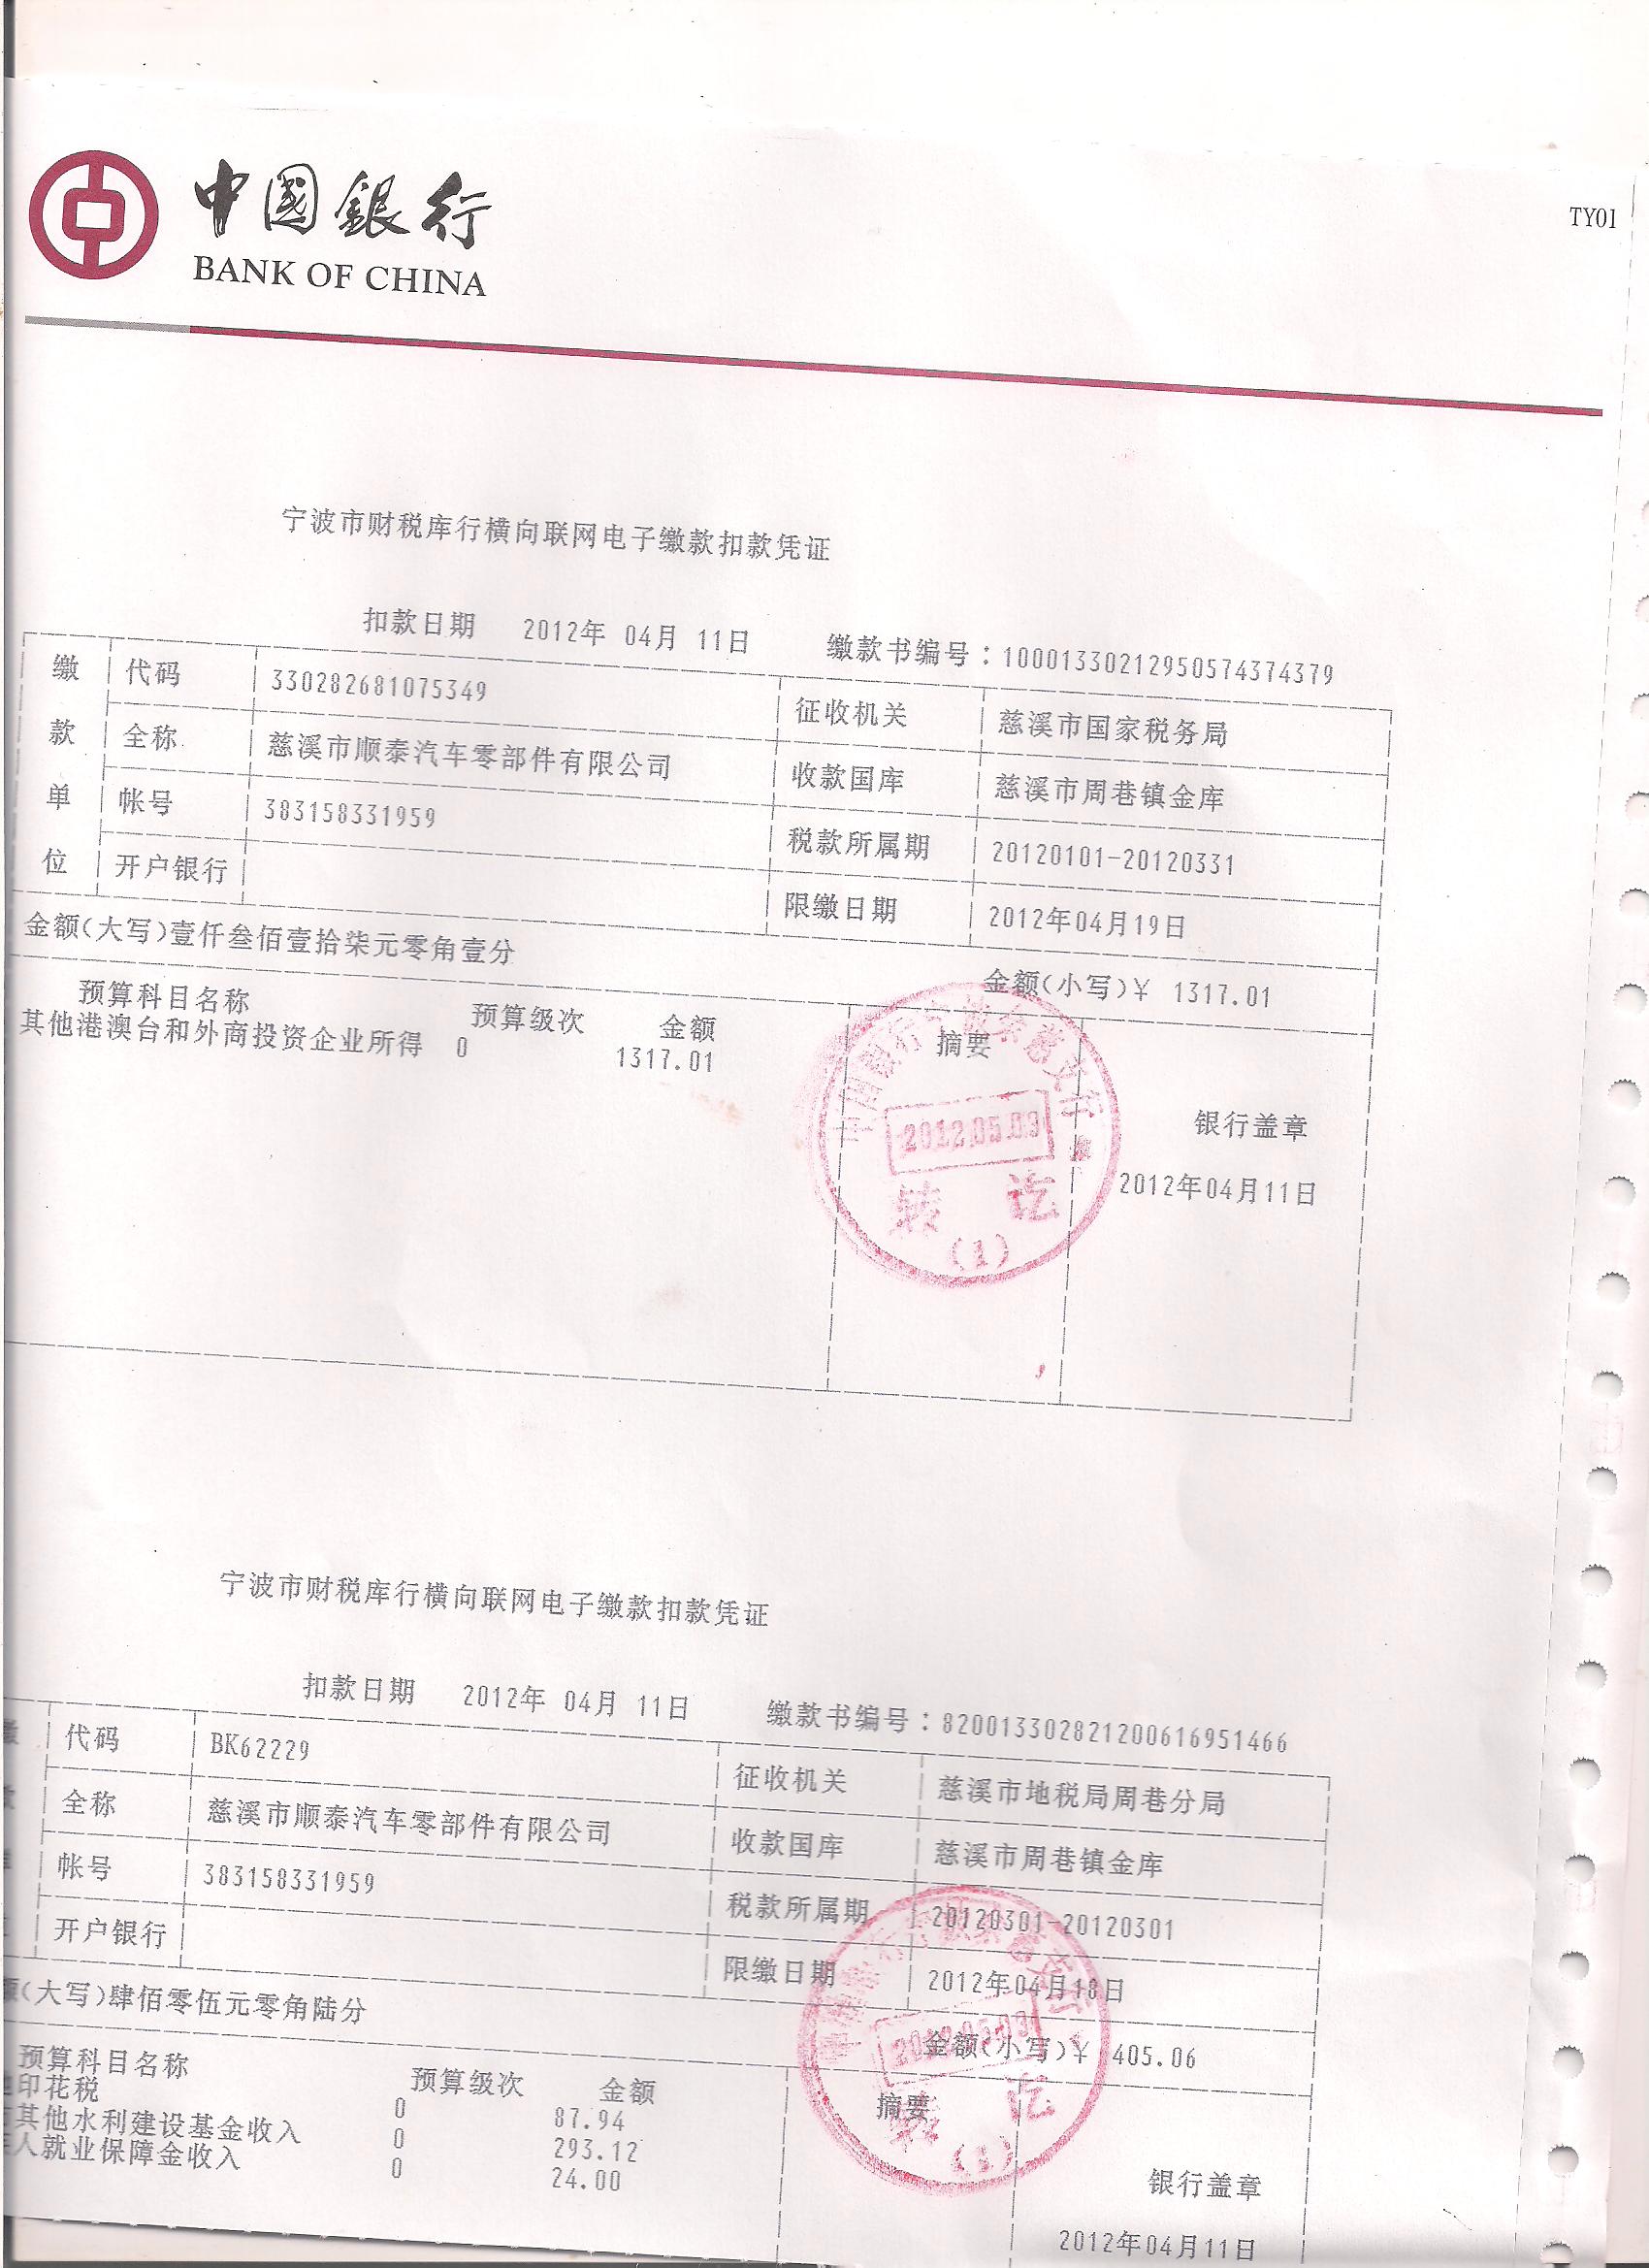 中國銀行
BANK OF CHINA
TY01
宁波市财税库行横向联网电子缴款扣款凭证
扣款日期 2012年 04月 11日 缴款书编号：10001330212950574374379
缴款单位
代码 330282681075349 征收机关 慈溪市国家税务局
全称 慈溪市顺泰汽车零部件有限公司 收款国库 慈溪市周巷镇金库
帐号 383158331959 税款所属期 20120101-20120331
开户银行 限缴日期 2012年04月19日
金额(大写)壹仟叁佰壹拾柒元零角壹分 金额(小写)￥ 1317.01
预算科目名称 预算级次 金额 摘要
其他港澳台和外商投资企业所得 0 1317.01
银行盖章
2012年04月11日
2012.05.03
转讫
(1)
宁波市财税库行横向联网电子缴款扣款凭证
扣款日期 2012年 04月 11日 缴款书编号：820013302821200616951466
代码 BK62229 征收机关 慈溪市地税局周巷分局
全称 慈溪市顺泰汽车零部件有限公司 收款国库 慈溪市周巷镇金库
帐号 383158331959 税款所属期 20120301-20120301
开户银行 限缴日期 2012年04月18日
(大写)肆佰零伍元零角陆分 金额(小写)￥ 405.06
预算科目名称 预算级次 金额 摘要
印花税 0 87.94
其他水利建设基金收入 0 293.12
人就业保障金收入 0 24.00
银行盖章
2012年04月11日
2012.05.03
转讫
(1)